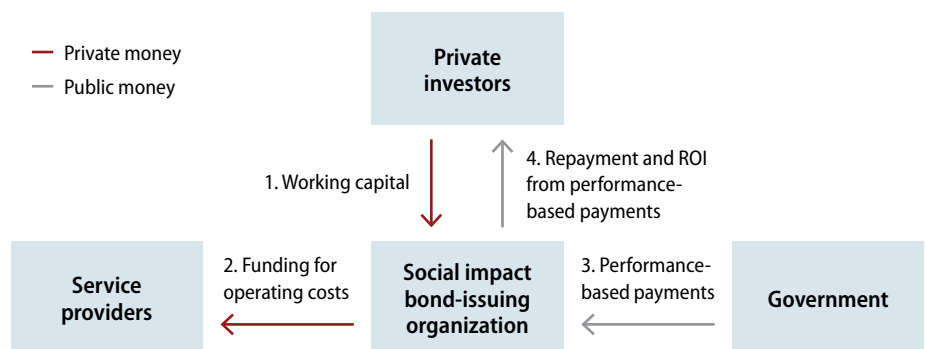 Private money
Public money
Private
investors
1. Working capital
4. Repayment and ROI
from performance-
based payments
Service
providers
2. Funding for
operating costs
Social impact
bond-issuing
organization
3. Performance-
based payments
Government